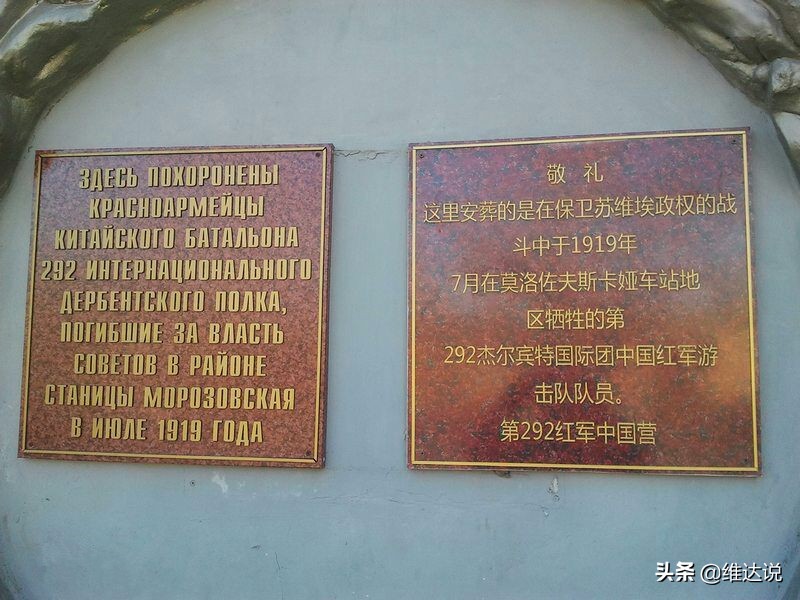 ЗДЕСЬ ПОХОРОНЕНЫ
КРАСНОАРМЕЙЦЫ
КИТАЙСКОГО БАТАЛЬОНА
292 ИНТЕРНАЦИОНАЛЬНОГО
ДЕРБЕНТСКОГО ПОЛКА,
ПОГИБШИЕ ЗА ВЛАСТЬ
СОВЕТОВ В РАЙОНЕ
СТАНИЦЫ МОРОЗОВСКАЯ
В ИЮЛЕ 1919 ГОДА
敬 礼
这里安葬的是在保卫苏维埃政权的战
斗中于1919年
7月在莫洛佐夫斯卡娅车站地
区牺牲的第
292杰尔宾特国际团中国红军游
击队队员。
第292红军中国营
头条 @维达说